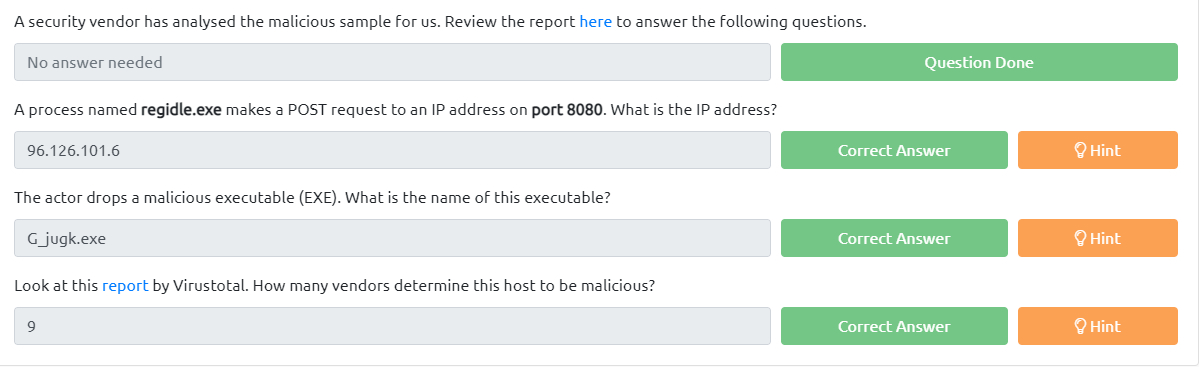 A security vendor has analysed the malicious sample for us. Review the report here to answer the following questions.
No answer needed
Question Done
A process named regidle.exe makes a POST request to an IP address on port 8080. What is the IP address?
96.126.101.6
Correct Answer
Hint
The actor drops a malicious executable (EXE). What is the name of this executable?
G_jugk.exe
Correct Answer
Hint
Look at this report by Virustotal. How many vendors determine this host to be malicious?
9
Correct Answer
Hint